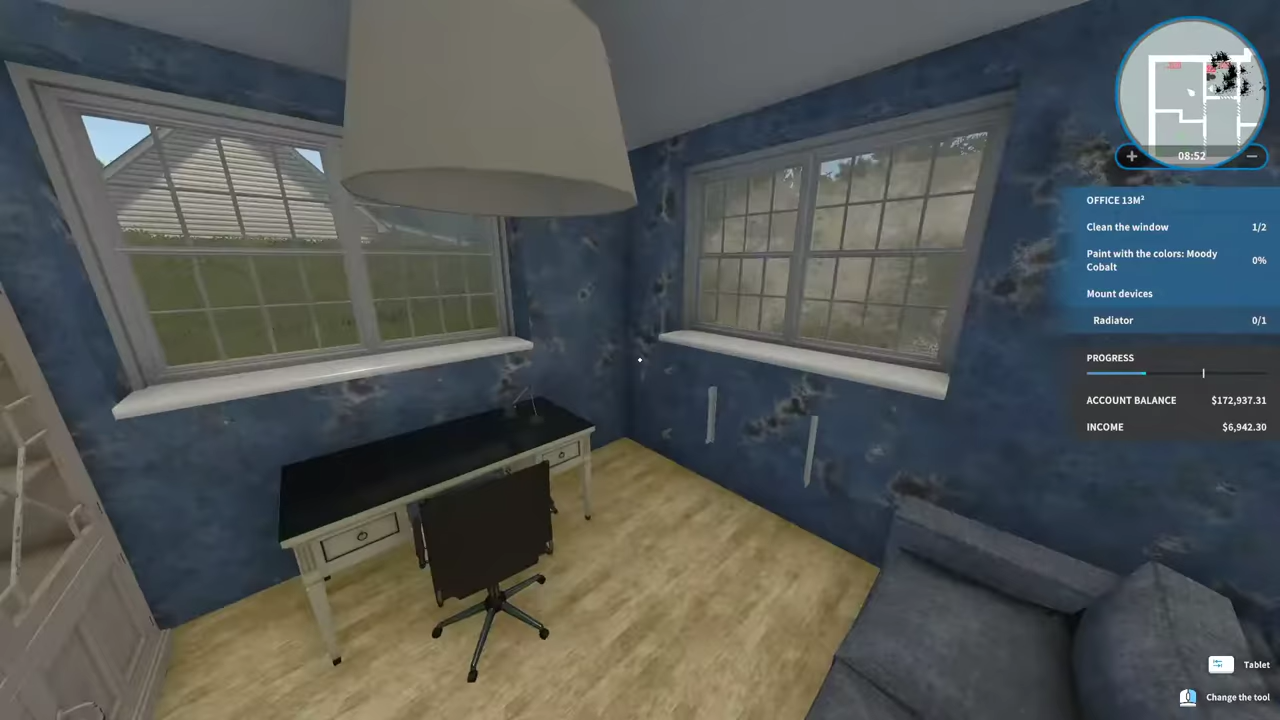 08:52
OFFICE 13M²
Clean the window 1/2
Paint with the colors: Moody
Cobalt 0%
Mount devices
Radiator 0/1
PROGRESS
ACCOUNT BALANCE $172,937.31
INCOME $6,942.30
Tablet
Change the tool